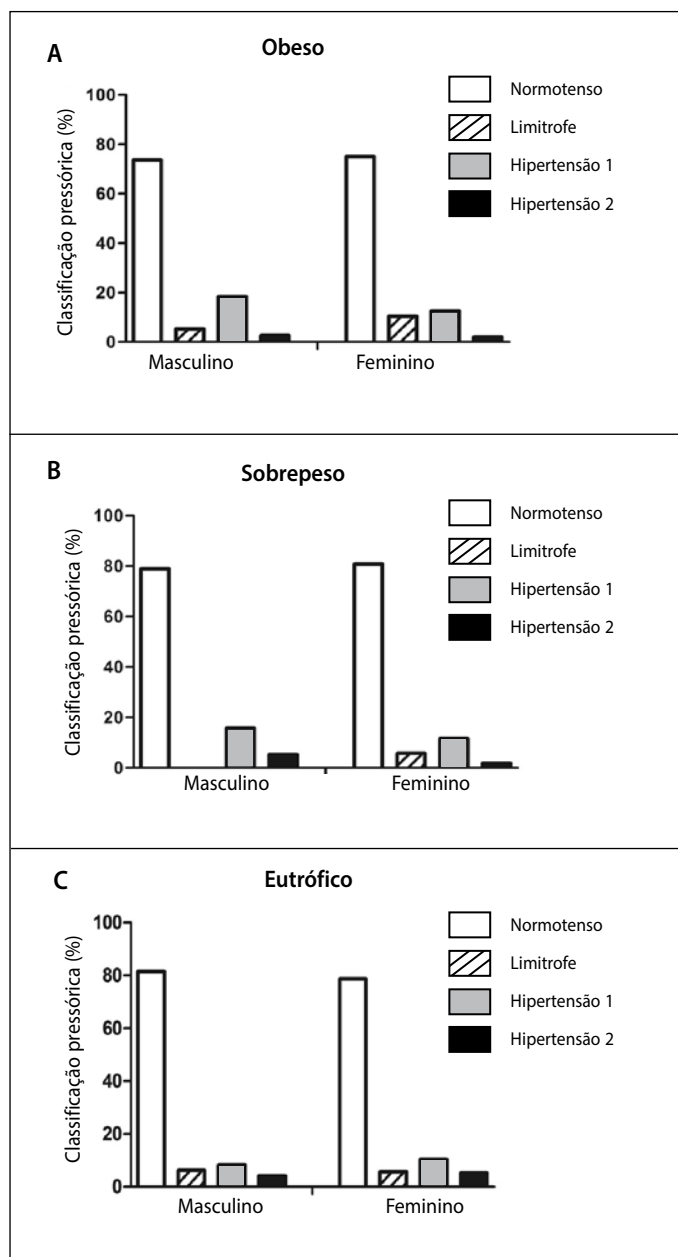 A
Obeso
Classificação pressórica (%)
100
80
60
40
20
0
Masculino
Feminino
Normotenso
Limitrofe
Hipertensão 1
Hipertensão 2
B
Sobrepeso
Classificação pressórica (%)
100
80
60
40
20
0
Masculino
Feminino
Normotenso
Limitrofe
Hipertensão 1
Hipertensão 2
C
Eutrófico
Classificação pressórica (%)
100
80
60
40
20
0
Masculino
Feminino
Normotenso
Limitrofe
Hipertensão 1
Hipertensão 2